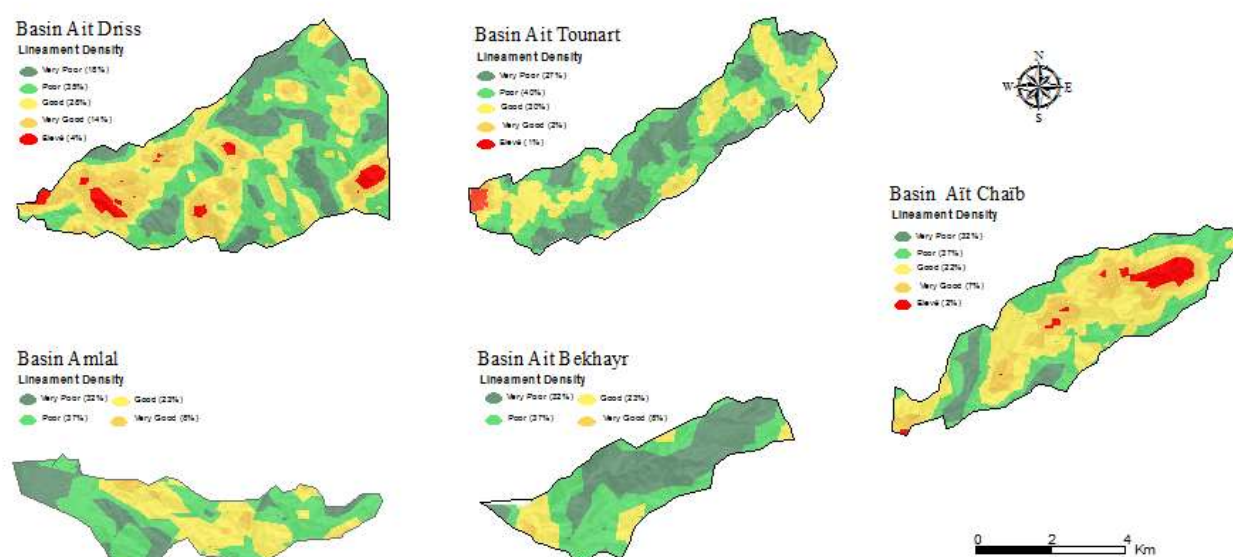 Basin Ait Driss
Lineament Density
Very Poor (18%)
Poor (35%)
Good (28%)
Very Good (14%)
Elevé (4%)
Basin Ait Tounart
Lineament Density
Very Poor (27%)
Poor (40%)
Good (30%)
Very Good (2%)
Elevé (1%)
N
W E
S
Basin Aït Chaïb
Lineament Density
Very Poor (32%)
Poor (37%)
Good (22%)
Very Good (7%)
Elevé (2%)
Basin Amlal
Lineament Density
Very Poor (32%) Good (23%)
Poor (37%) Very Good (8%)
Basin Ait Bekhayr
Lineament Density
Very Poor (32%) Good (23%)
Poor (37%) Very Good (8%)
0 2 4
Km